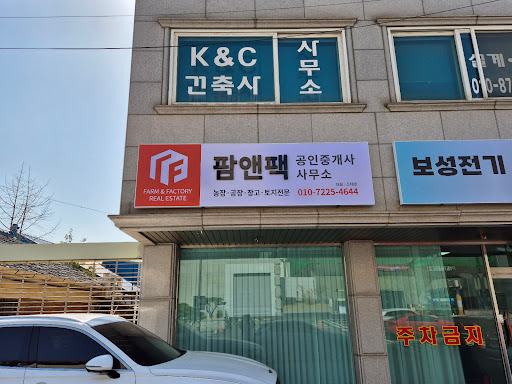 K&C
건축사
사무소
설계·
010-87
FARM & FACTORY
REAL ESTATE
팜앤팩
공인중개사
사무소
농장·공장·창고·토지전문
010-7225-4644
보성전기
주차금지